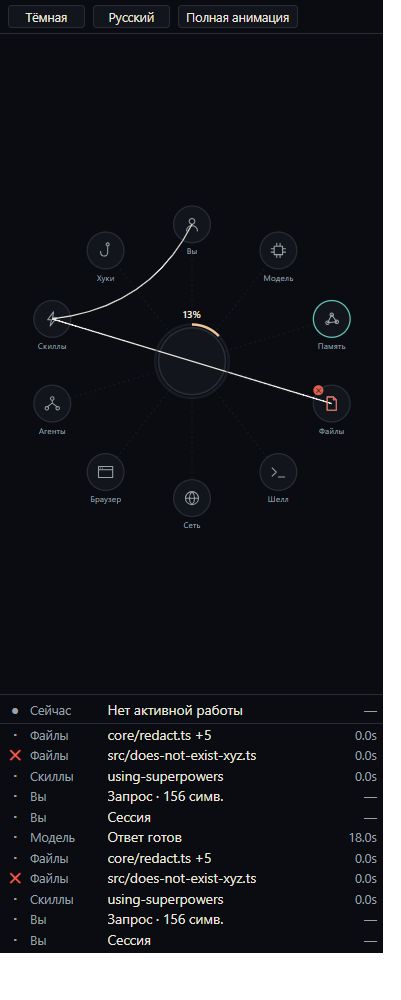 Тёмная Русский Полная анимация
Вы
Хуки Модель
13%
Скиллы Память
Агенты Файлы
Браузер Шелл
Сеть
Сейчас Нет активной работы —
Файлы core/redact.ts +5 0.0s
Файлы src/does-not-exist-xyz.ts 0.0s
Скиллы using-superpowers 0.0s
Вы Запрос · 156 симв. —
Вы Сессия —
Модель Ответ готов 18.0s
Файлы core/redact.ts +5 0.0s
Файлы src/does-not-exist-xyz.ts 0.0s
Скиллы using-superpowers 0.0s
Вы Запрос · 156 симв. —
Вы Сессия —